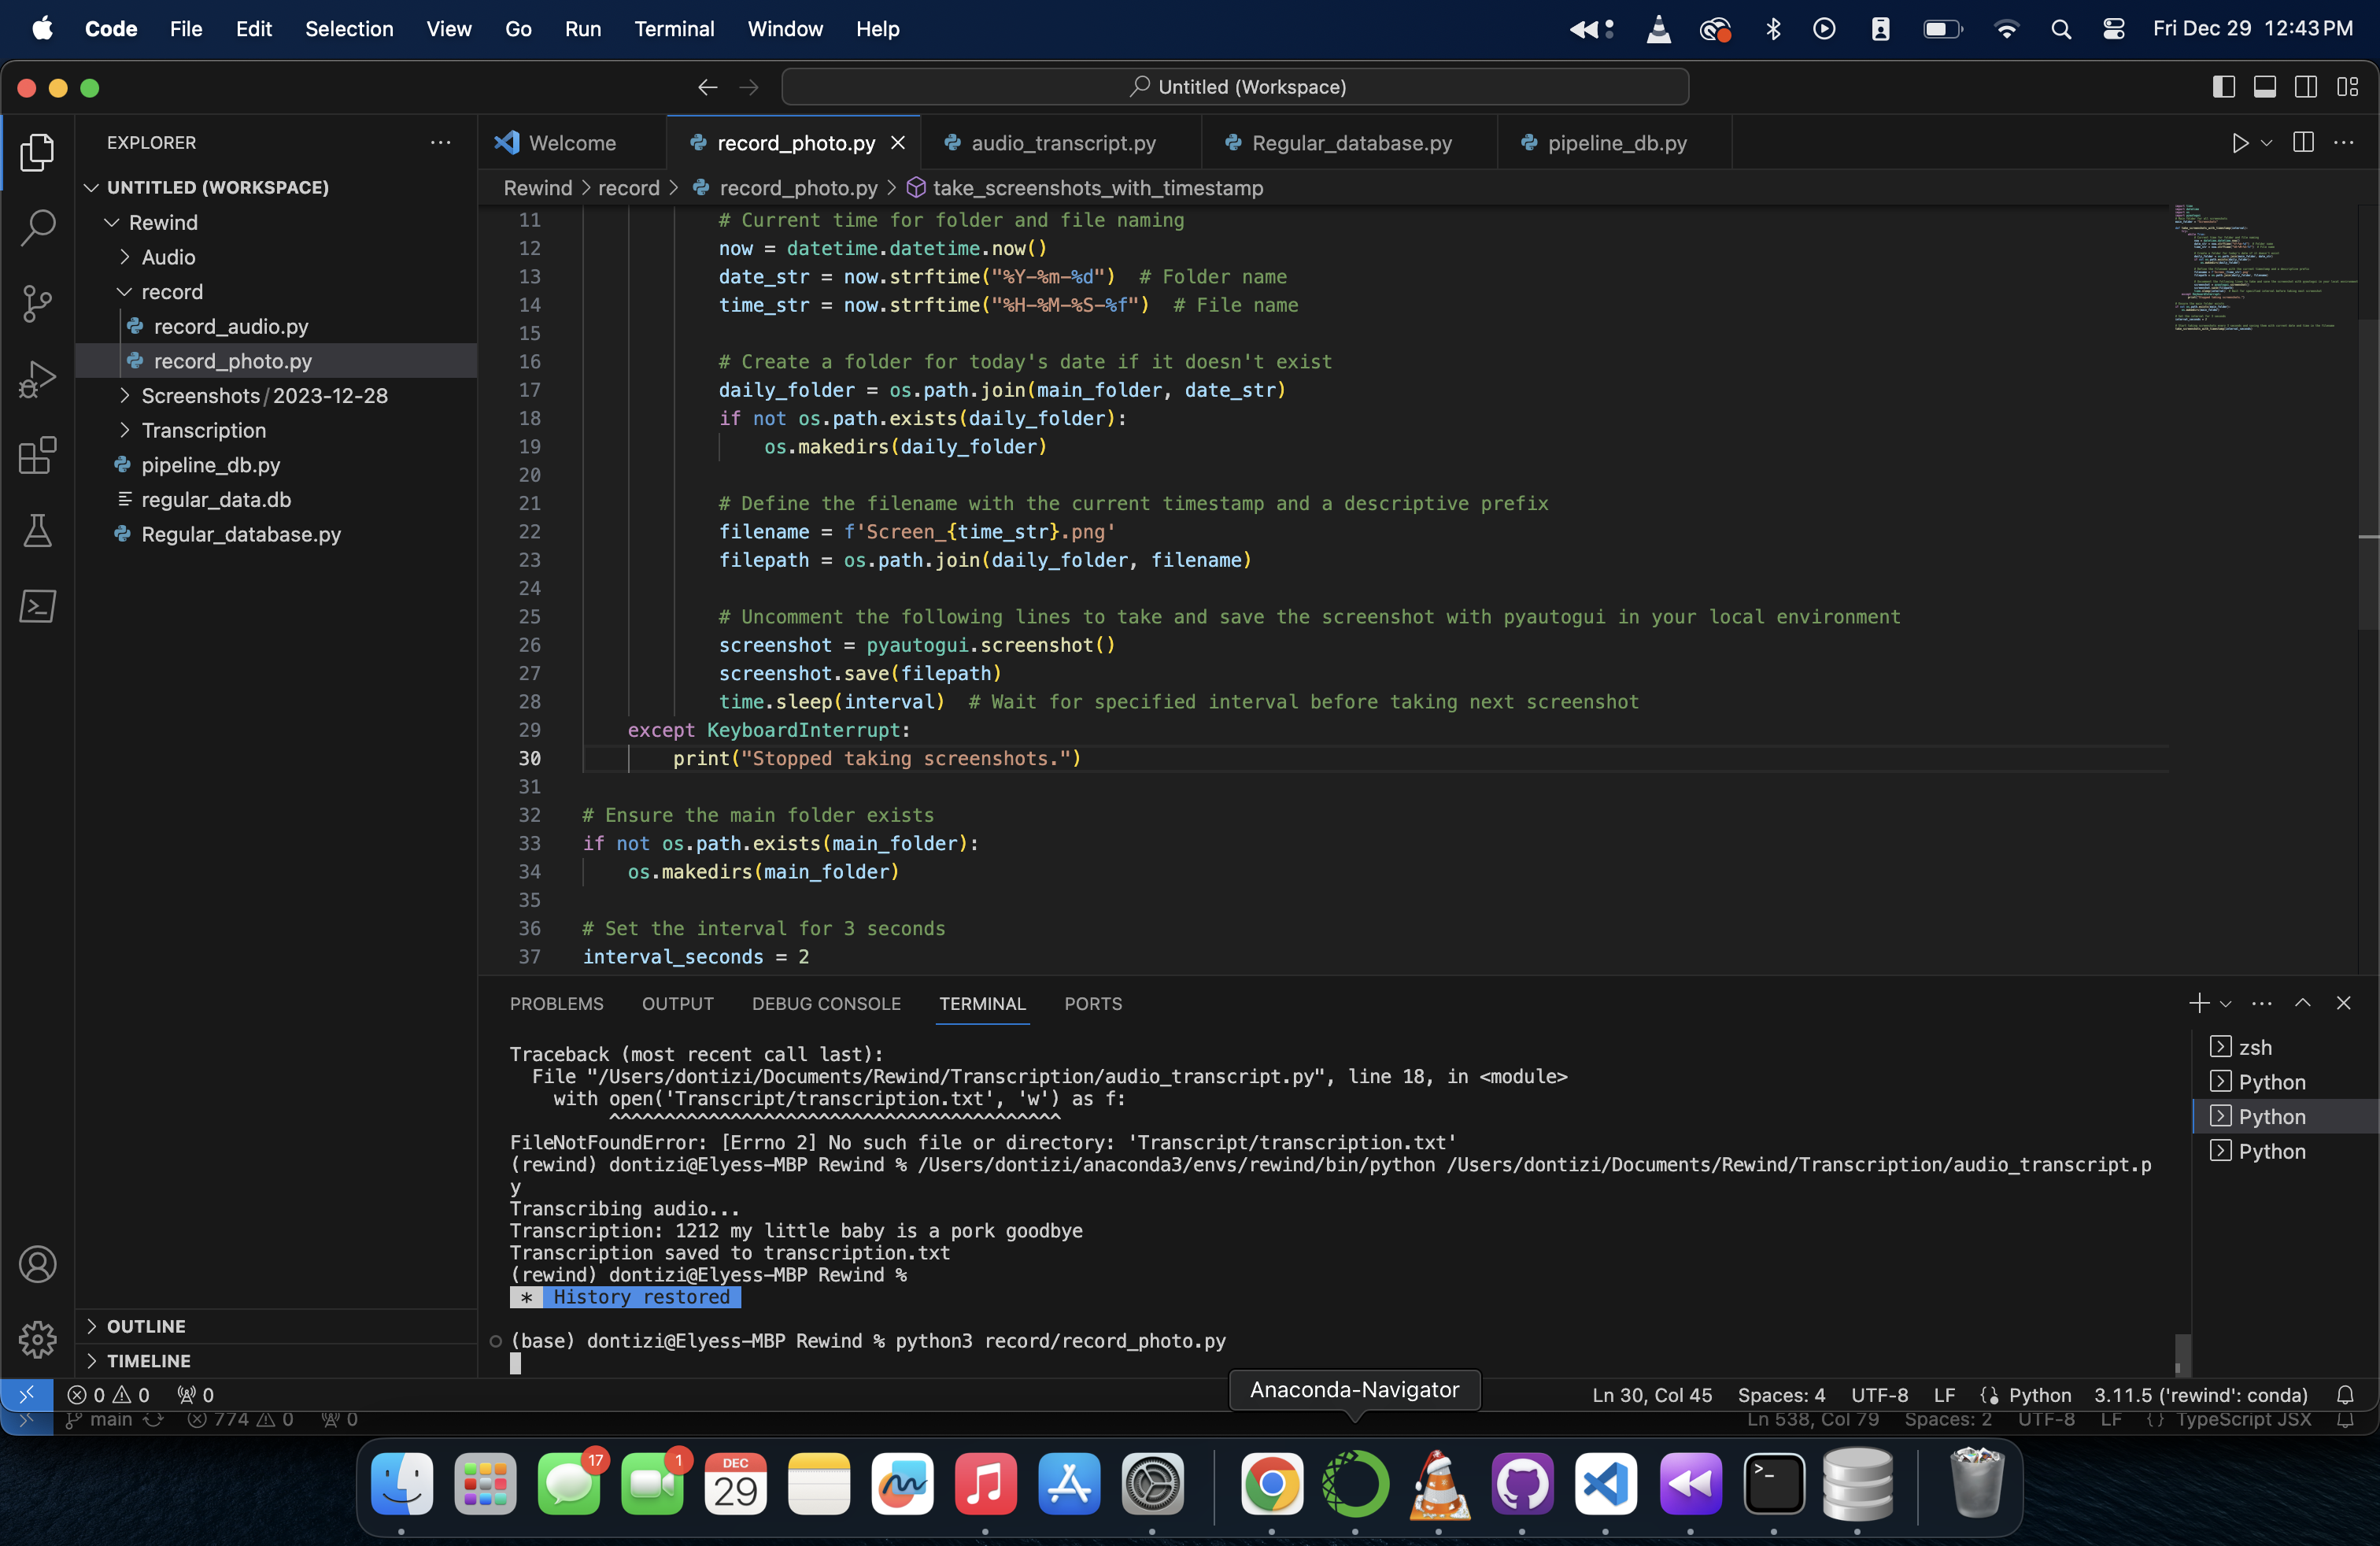 Code File Edit Selection View Go Run Terminal Window Help Fri Dec 29 12:43 PM
Untitled (Workspace)
EXPLORER
Welcome record_photo.py audio_transcript.py Regular_database.py pipeline_db.py
UNTITLED (WORKSPACE)
Rewind > record > record_photo.py > take_screenshots_with_timestamp
Rewind
Audio
record
record_audio.py
record_photo.py
Screenshots / 2023-12-28
Transcription
pipeline_db.py
regular_data.db
Regular_database.py
OUTLINE
TIMELINE
11 # Current time for folder and file naming
12 now = datetime.datetime.now()
13 date_str = now.strftime("%Y-%m-%d")  # Folder name
14 time_str = now.strftime("%H-%M-%S-%f")  # File name
15
16 # Create a folder for today's date if it doesn't exist
17 daily_folder = os.path.join(main_folder, date_str)
18 if not os.path.exists(daily_folder):
19 os.makedirs(daily_folder)
20
21 # Define the filename with the current timestamp and a descriptive prefix
22 filename = f'Screen_{time_str}.png'
23 filepath = os.path.join(daily_folder, filename)
24
25 # Uncomment the following lines to take and save the screenshot with pyautogui in your local environment
26 screenshot = pyautogui.screenshot()
27 screenshot.save(filepath)
28 time.sleep(interval)  # Wait for specified interval before taking next screenshot
29 except KeyboardInterrupt:
30 print("Stopped taking screenshots.")
31
32 # Ensure the main folder exists
33 if not os.path.exists(main_folder):
34 os.makedirs(main_folder)
35
36 # Set the interval for 3 seconds
37 interval_seconds = 2
PROBLEMS OUTPUT DEBUG CONSOLE TERMINAL PORTS
Traceback (most recent call last):
File "/Users/dontizi/Documents/Rewind/Transcription/audio_transcript.py", line 18, in <module>
with open('Transcript/transcription.txt', 'w') as f:
^^^^^^^^^^^^^^^^^^^^^^^^^^^^^^^^^^^^^^^^^
FileNotFoundError: [Errno 2] No such file or directory: 'Transcript/transcription.txt'
(rewind) dontizi@Elyess-MBP Rewind % /Users/dontizi/anaconda3/envs/rewind/bin/python /Users/dontizi/Documents/Rewind/Transcription/audio_transcript.p
y
Transcribing audio...
Transcription: 1212 my little baby is a pork goodbye
Transcription saved to transcription.txt
(rewind) dontizi@Elyess-MBP Rewind %
* History restored
(base) dontizi@Elyess-MBP Rewind % python3 record/record_photo.py
zsh
Python
Python
Python
Anaconda-Navigator
0 0 0 Ln 30, Col 45 Spaces: 4 UTF-8 LF Python 3.11.5 ('rewind': conda)
main 774 0 0 Ln 538, Col 79 Spaces: 2 UTF-8 LF {} TypeScript JSX
17 1 DEC
29